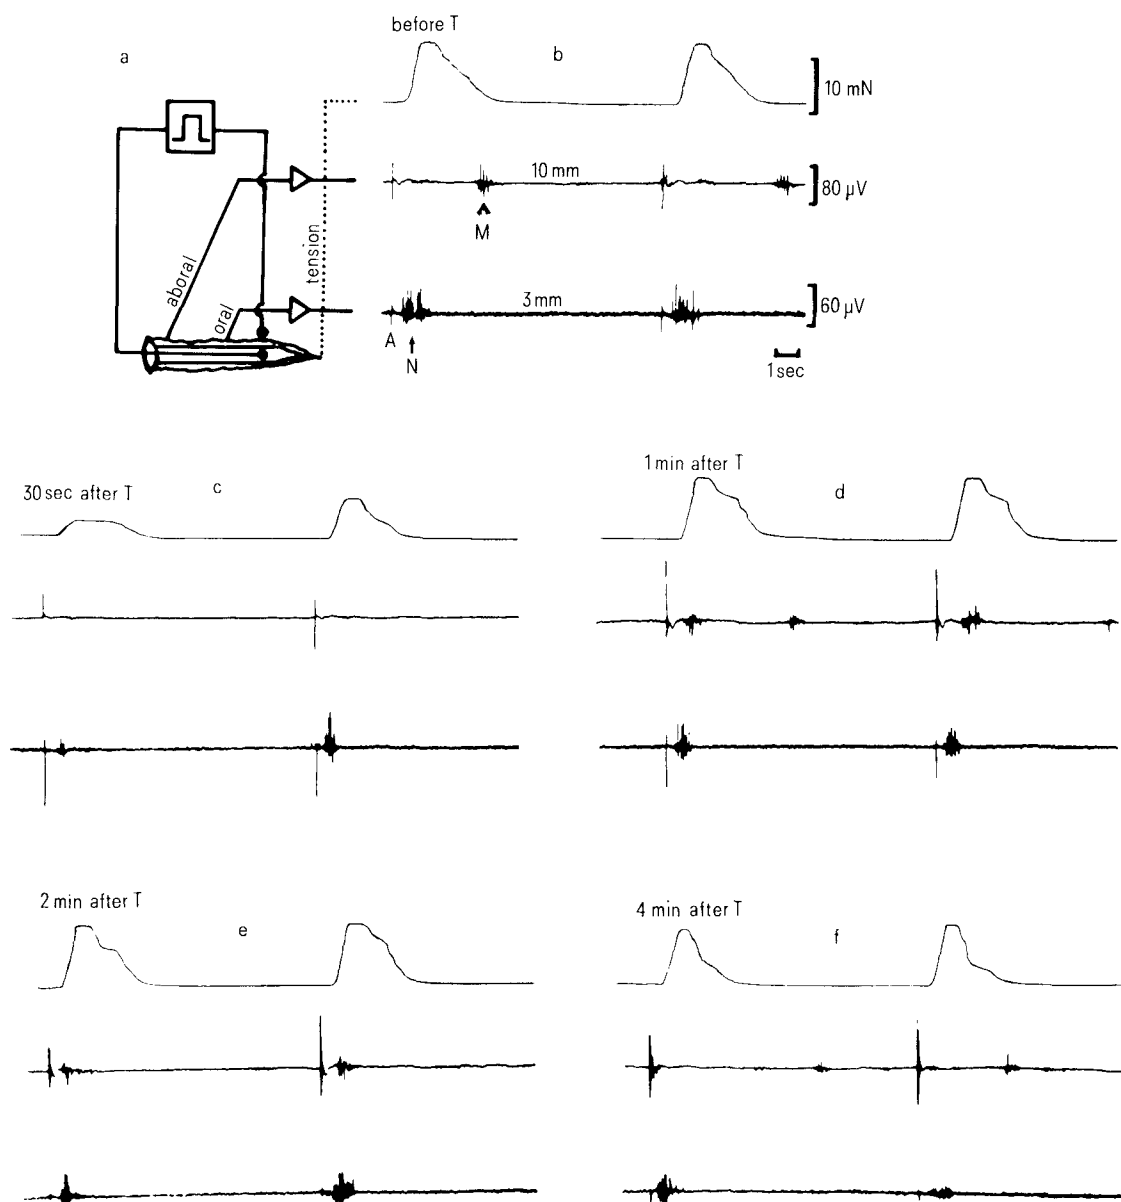 before T
a
b
10 mN
10 mm
80 µV
M
aboral
oral
tension
3 mm
60 µV
A
N
1 sec
30 sec after T
c
1 min after T
d
2 min after T
e
4 min after T
f